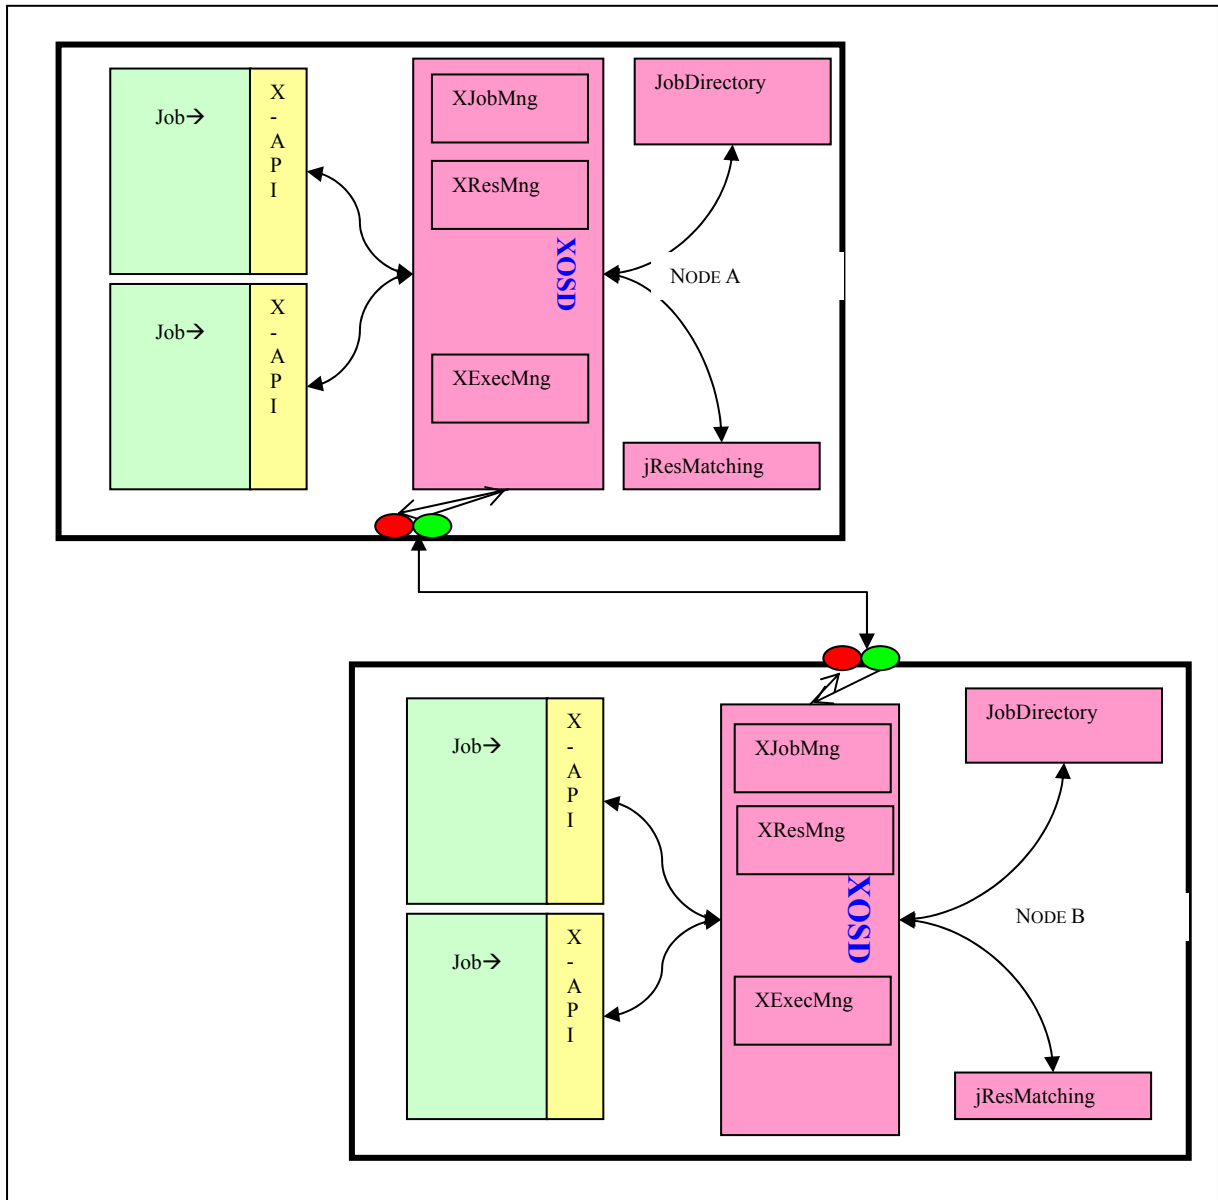 Job→
X
-
A
P
I
XJobMng
JobDirectory
XResMng
XOSD
NODE A
Job→
X
-
A
P
I
XExecMng
jResMatching
Job→
X
-
A
P
I
XJobMng
JobDirectory
XResMng
XOSD
NODE B
Job→
X
-
A
P
I
XExecMng
jResMatching